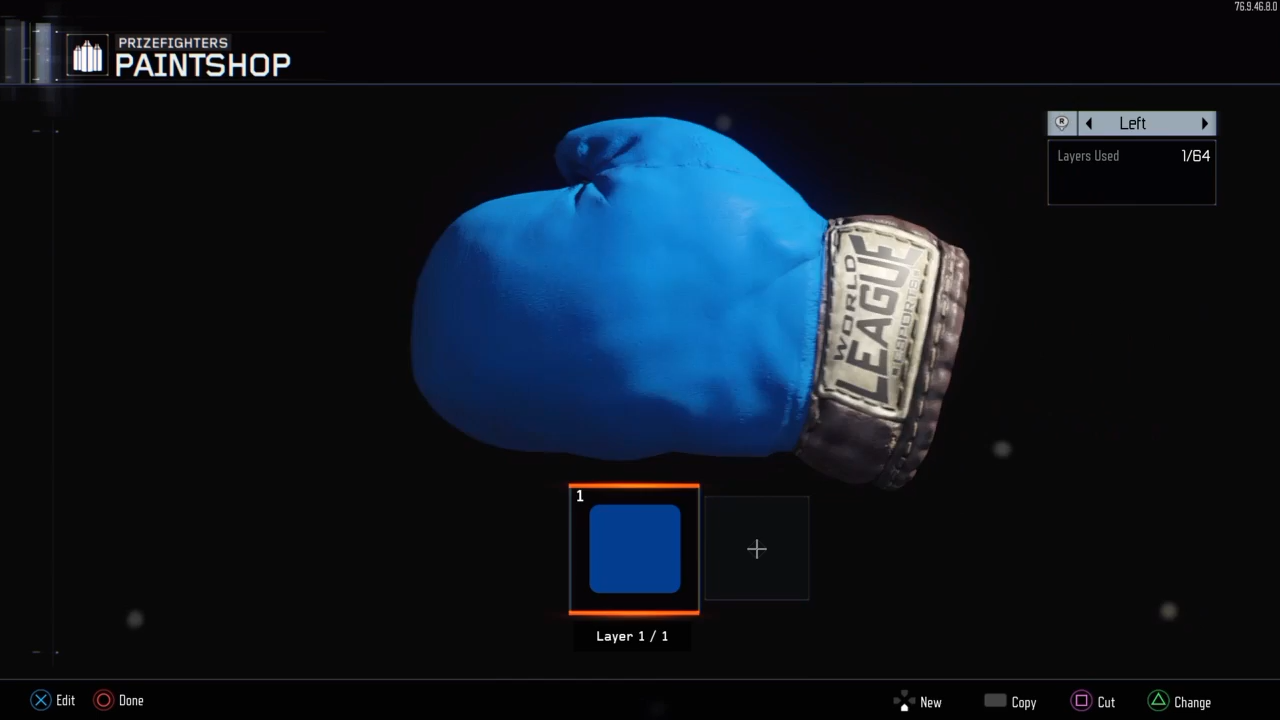 76.9.46.8.0
PRIZEFIGHTERS
PAINTSHOP
R
Left
Layers Used 1/64
WORLD
LEAGUE
ESPORTS
1
Layer 1 / 1
Edit
Done
New
Copy
Cut
Change